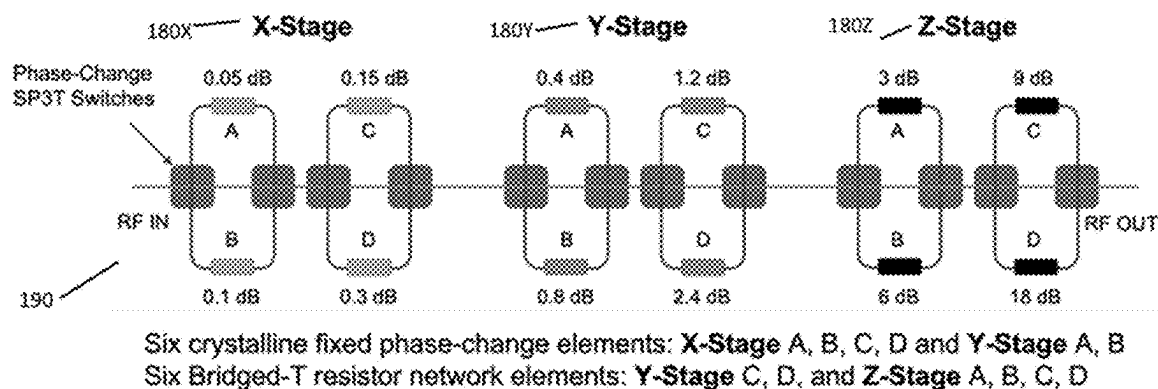 180X X-Stage 180Y Y-Stage 180Z Z-Stage
Phase-Change
SP3T Switches
0.05 dB 0.15 dB 0.4 dB 1.2 dB 3 dB 9 dB
A C A C A C
RF IN RF OUT
B D B D B D
190
0.1 dB 0.3 dB 0.8 dB 2.4 dB 6 dB 18 dB
Six crystalline fixed phase-change elements: X-Stage A, B, C, D and Y-Stage A, B
Six Bridged-T resistor network elements: Y-Stage C, D, and Z-Stage A, B, C, D